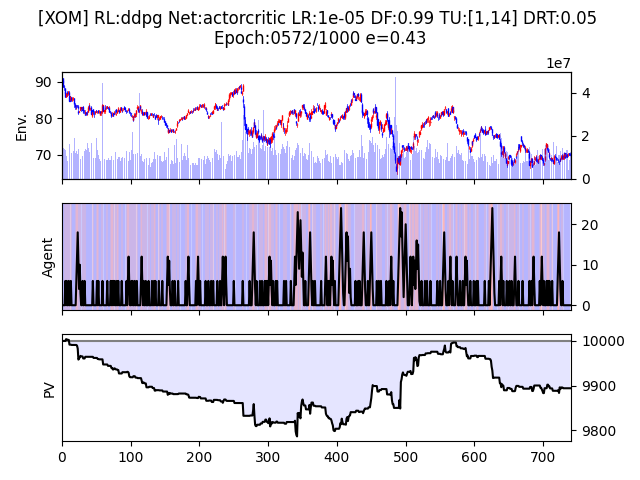 [XOM] RL:ddpg Net:actorcritic LR:1e-05 DF:0.99 TU:[1,14] DRT:0.05
Epoch:0572/1000 e=0.43
1e7
90
80
70
Env.
4
2
0
Agent
20
10
0
PV
10000
9900
9800
0 100 200 300 400 500 600 700